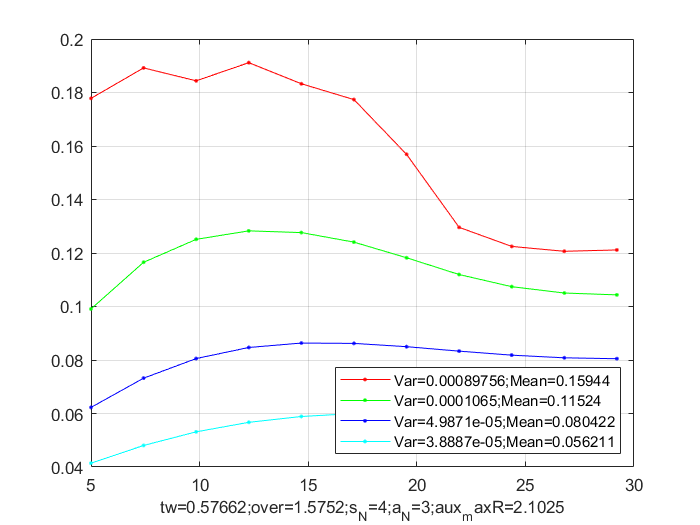 0.2
0.18
0.16
0.14
0.12
0.1
0.08
0.06
0.04
Var=0.00089756;Mean=0.15944
Var=0.0001065;Mean=0.11524
Var=4.9871e-05;Mean=0.080422
Var=3.8887e-05;Mean=0.056211
5 10 15 20 25 30
tw=0.57662;over=1.5752;s_N=4;a_N=3;aux_maxR=2.1025